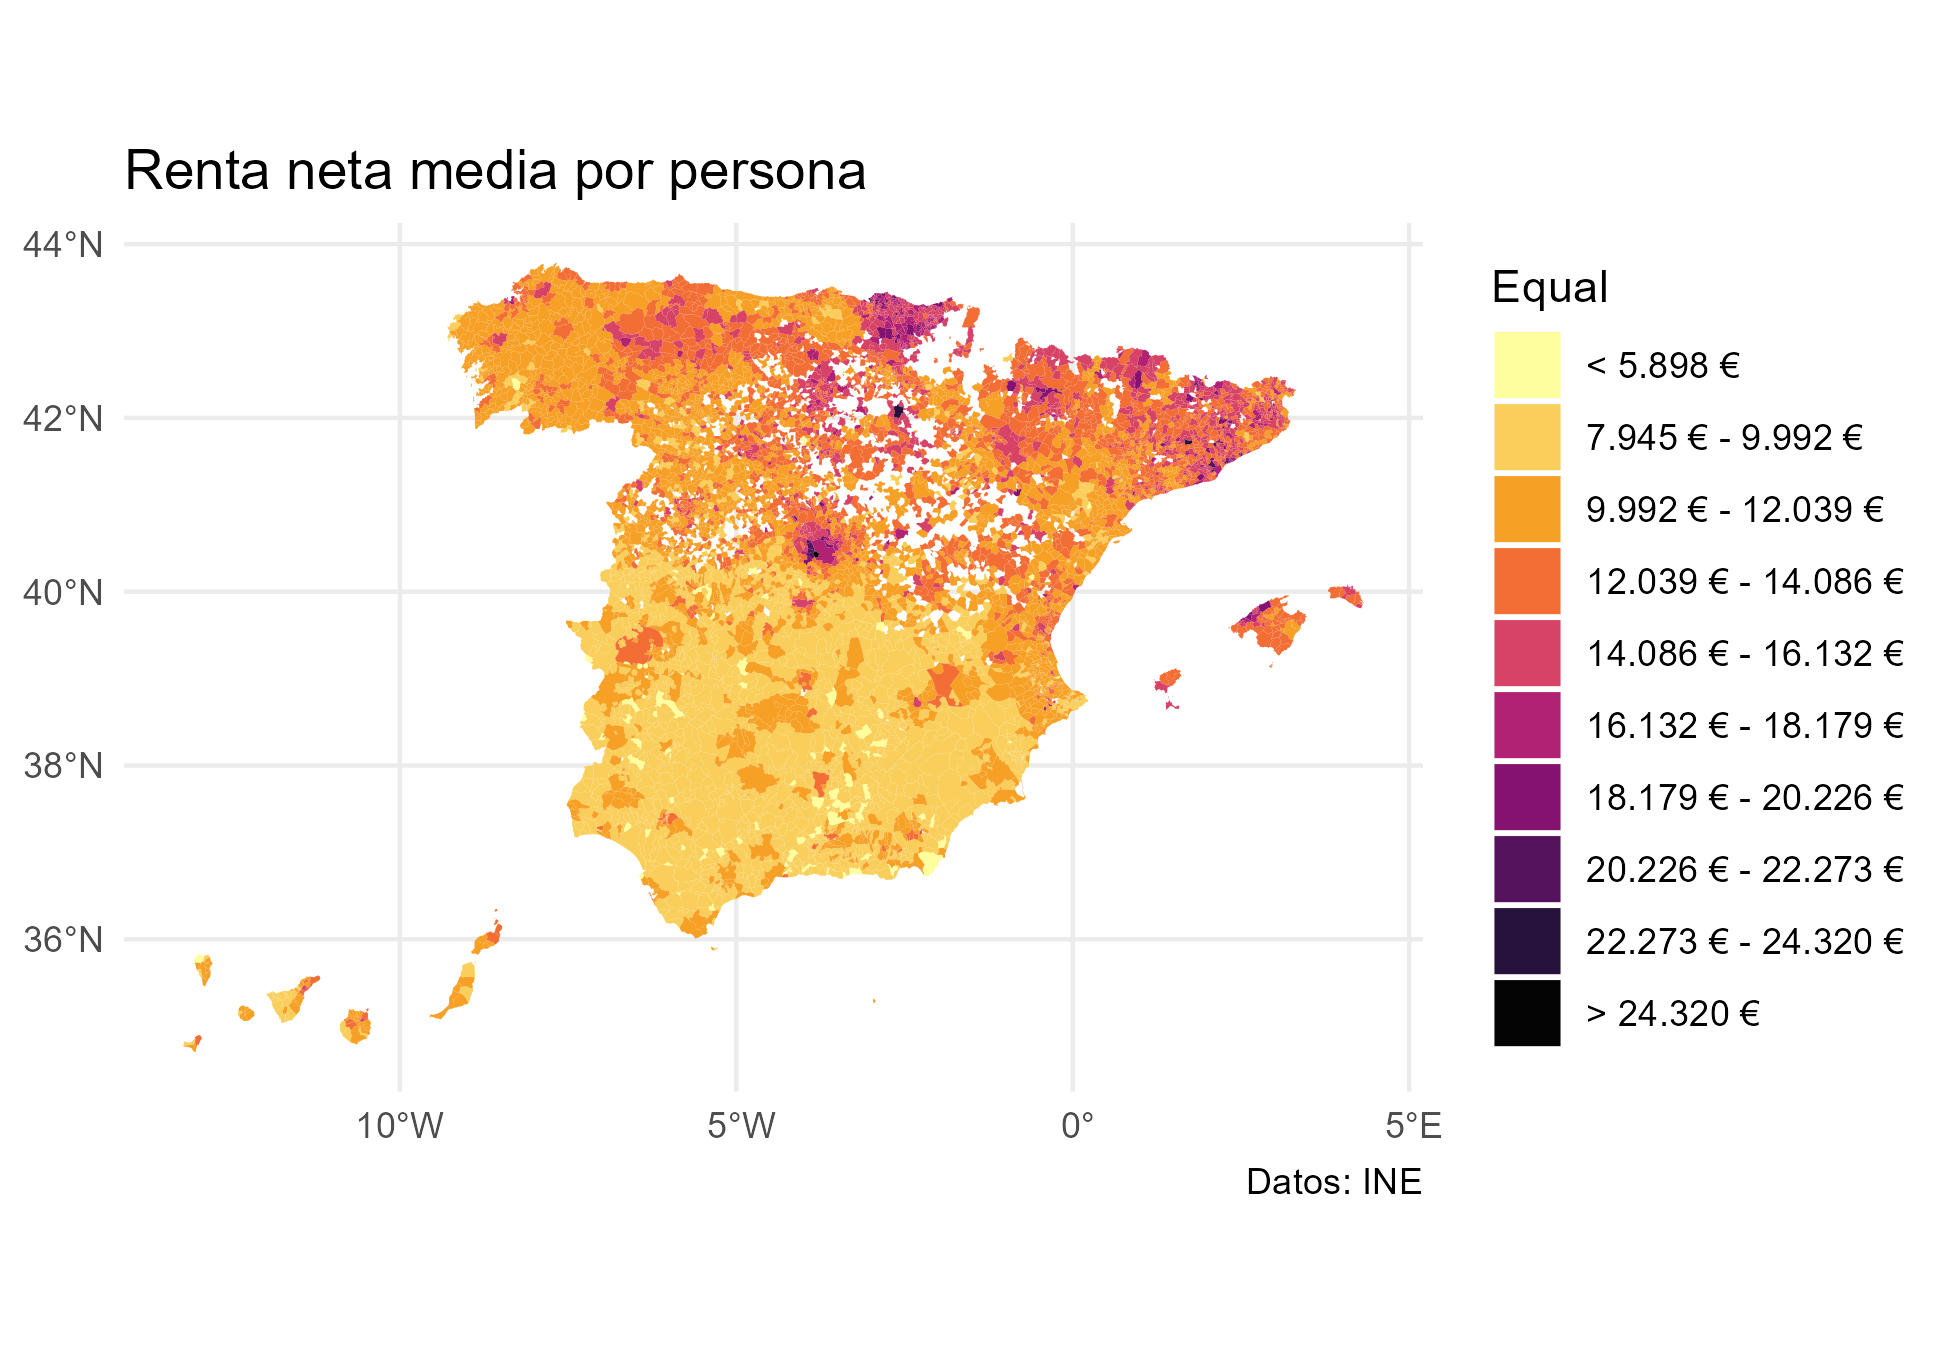 Renta neta media por persona
44°N
42°N
40°N
38°N
36°N
10°W
5°W
0°
5°E
Equal
< 5.898 €
7.945 € - 9.992 €
9.992 € - 12.039 €
12.039 € - 14.086 €
14.086 € - 16.132 €
16.132 € - 18.179 €
18.179 € - 20.226 €
20.226 € - 22.273 €
22.273 € - 24.320 €
> 24.320 €
Datos: INE